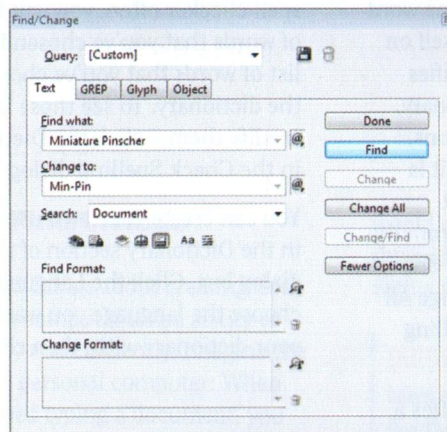 Find/Change
Query: [Custom]
Text GREP Glyph Object
Find what:
Miniature Pinscher
Change to:
Min-Pin
Search: Document
Aa
Find Format:
Change Format:
Done
Find
Change
Change All
Change/Find
Fewer Options